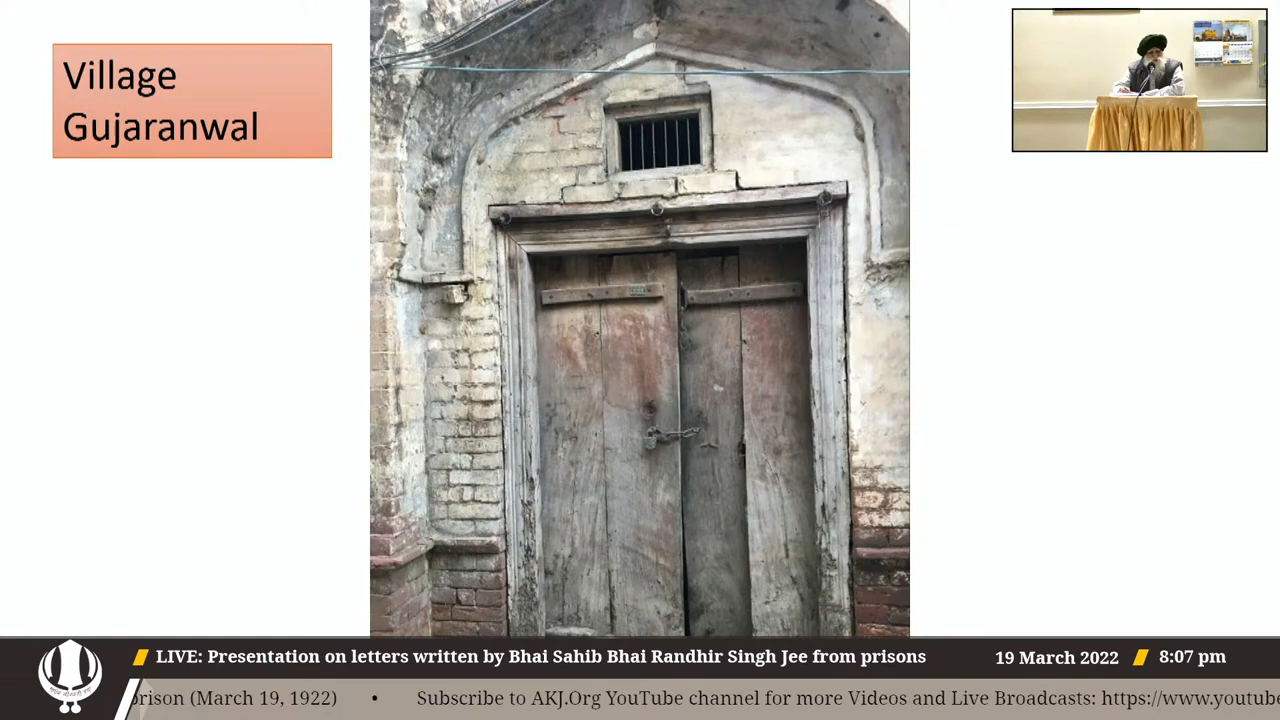 Village
Gujaranwal
LIVE: Presentation on letters written by Bhai Sahib Bhai Randhir Singh Jee from prisons
19 March 2022
8:07 pm
prison (March 19, 1922) • Subscribe to AKJ.Org YouTube channel for more Videos and Live Broadcasts: https://www.youtube